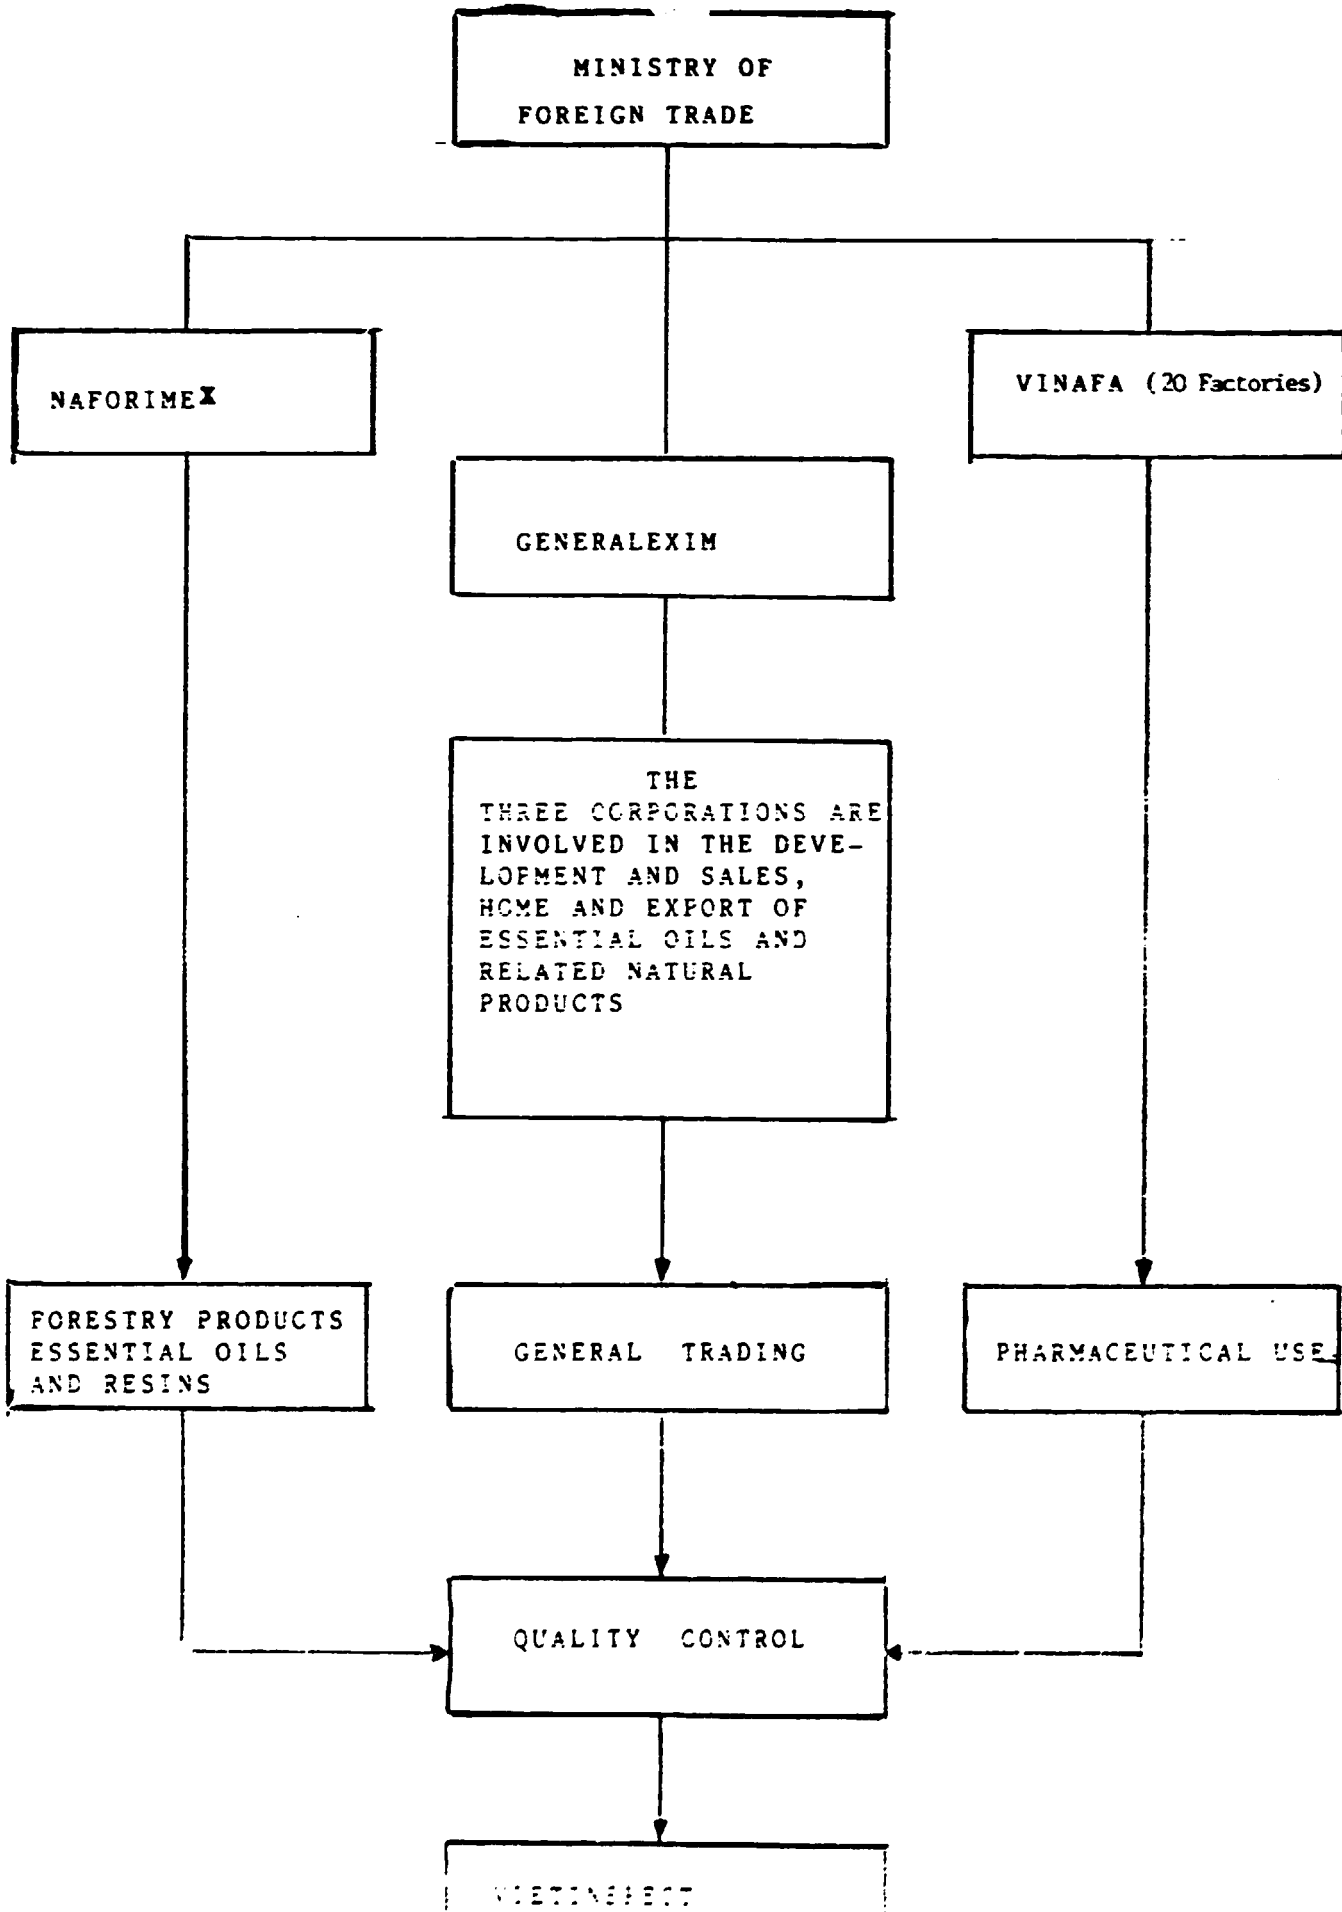 MINISTRY OF
FOREIGN TRADE
NAFORIMEX
VINAFA (20 Factories)
GENERALEXIM
THE
THREE CORPORATIONS ARE
INVOLVED IN THE DEVE-
LOPMENT AND SALES,
HOME AND EXPORT OF
ESSENTIAL OILS AND
RELATED NATURAL
PRODUCTS
FORESTRY PRODUCTS
ESSENTIAL OILS
AND RESINS
GENERAL TRADING
PHARMACEUTICAL USE
QUALITY CONTROL
VIETINSPECT